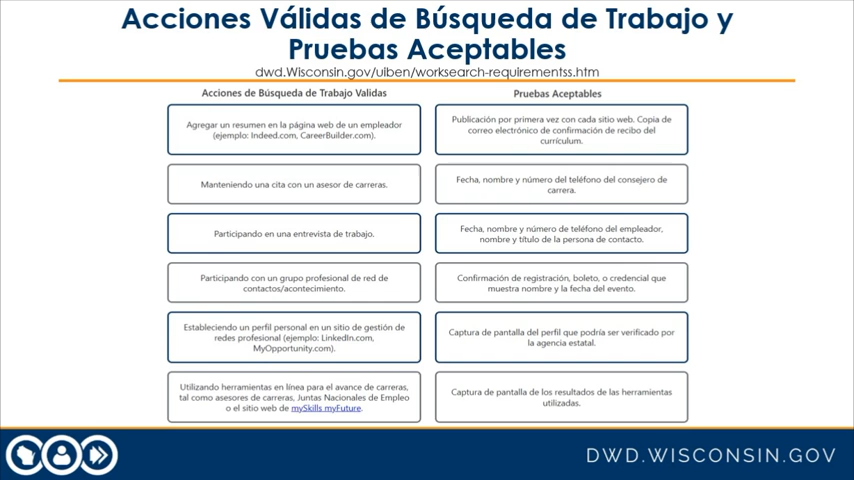 Acciones Válidas de Búsqueda de Trabajo y
Pruebas Aceptables
dwd.Wisconsin.gov/uiben/worksearch-requirementss.htm
Acciones de Búsqueda de Trabajo Validas
Pruebas Aceptables
Agregar un resumen en la página web de un empleador
(ejemplo: Indeed.com, CareerBuilder.com).
Publicación por primera vez con cada sitio web. Copia de
correo electrónico de confirmación de recibo del
currículum.
Manteniendo una cita con un asesor de carreras.
Fecha, nombre y número del teléfono del consejero de
carrera.
Participando en una entrevista de trabajo.
Fecha, nombre y número de teléfono del empleador,
nombre y título de la persona de contacto.
Participando con un grupo profesional de red de
contactos/acontecimiento.
Confirmación de registración, boleto, o credencial que
muestra nombre y la fecha del evento.
Estableciendo un perfil personal en un sitio de gestión de
redes profesional (ejemplo: LinkedIn.com,
MyOpportunity.com).
Captura de pantalla del perfil que podría ser verificado por
la agencia estatal.
Utilizando herramientas en línea para el avance de carreras,
tal como asesores de carreras, Juntas Nacionales de Empleo
o el sitio web de mySkills myFuture.
Captura de pantalla de los resultados de las herramientas
utilizadas.
DWD.WISCONSIN.GOV